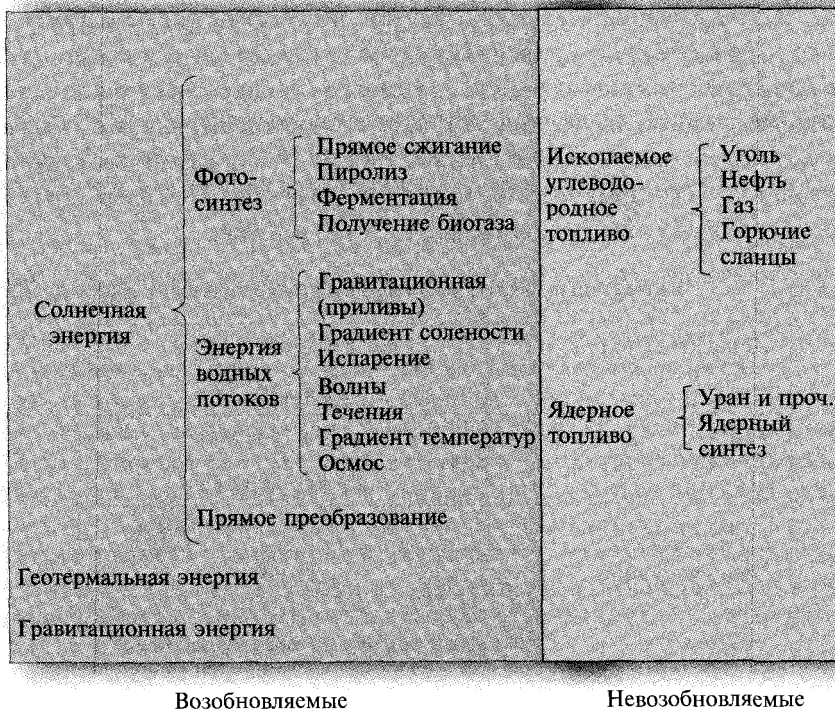 Солнечная
энергия
Фото-
синтез
Прямое сжигание
Пиролиз
Ферментация
Получение биогаза
Энергия
водных
потоков
Гравитационная
(приливы)
Градиент солености
Испарение
Волны
Течения
Градиент температур
Осмос
Прямое преобразование
Геотермальная энергия
Гравитационная энергия
Ископаемое
углеводо-
родное
топливо
Уголь
Нефть
Газ
Горючие
сланцы
Ядерное
топливо
Уран и проч.
Ядерный
синтез
Возобновляемые
Невозобновляемые